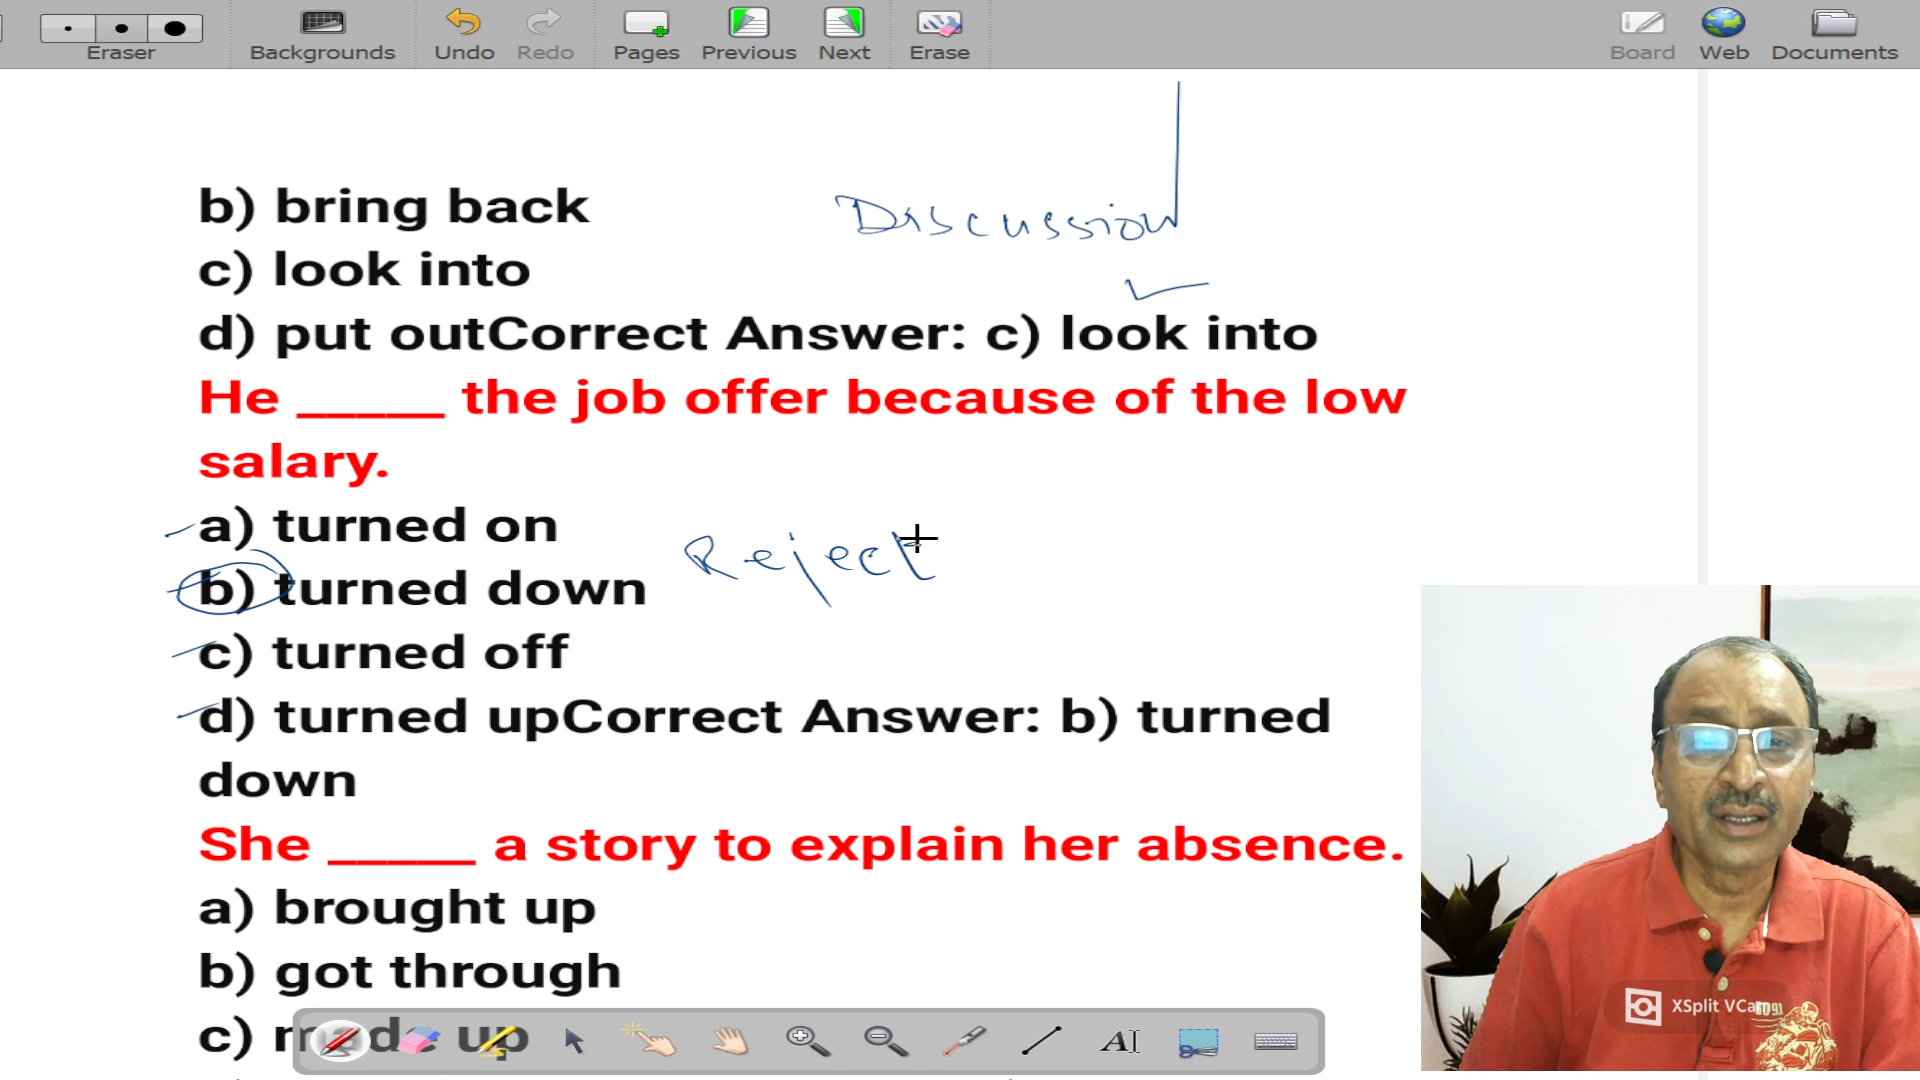 Eraser Backgrounds Undo Redo Pages Previous Next Erase Board Web Documents
b) bring back
Discussion
c) look into
d) put outCorrect Answer: c) look into
He _____ the job offer because of the low
salary.
a) turned on
Reject
b) turned down
c) turned off
d) turned upCorrect Answer: b) turned
down
She _____ a story to explain her absence.
a) brought up
b) got through
c) made up
XSplit VCam